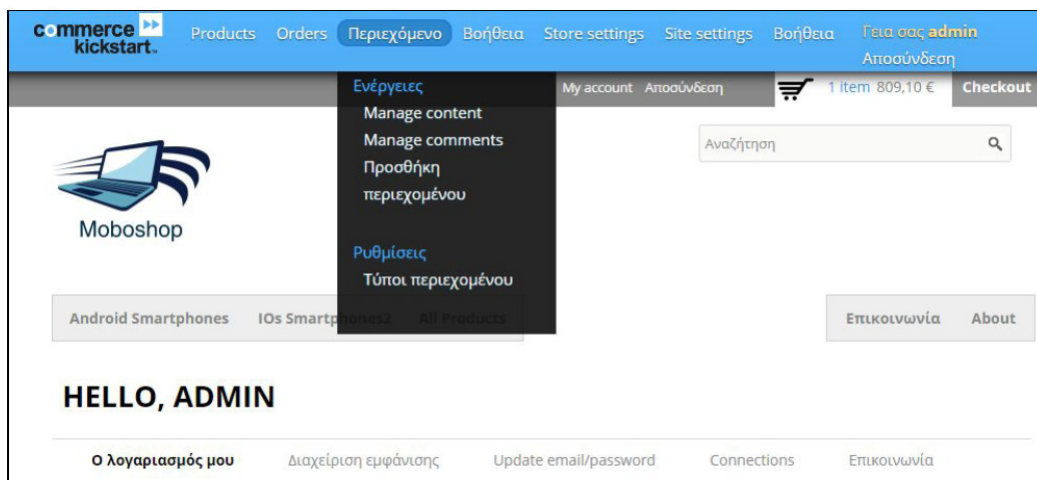 commerce kickstart
Products Orders Περιεχόμενο Βοήθεια Store settings Site settings Βοήθεια Γεια σας admin
Αποσύνδεση
My account Αποσύνδεση 1 item 809,10 € Checkout
Ενέργειες
Manage content
Manage comments
Προσθήκη
περιεχομένου
Ρυθμίσεις
Τύποι περιεχομένου
Αναζήτηση
Moboshop
Android Smartphones IOs Smartphones2 All Products Επικοινωνία About
HELLO, ADMIN
Ο λογαριασμός μου Διαχείριση εμφάνισης Update email/password Connections Επικοινωνία